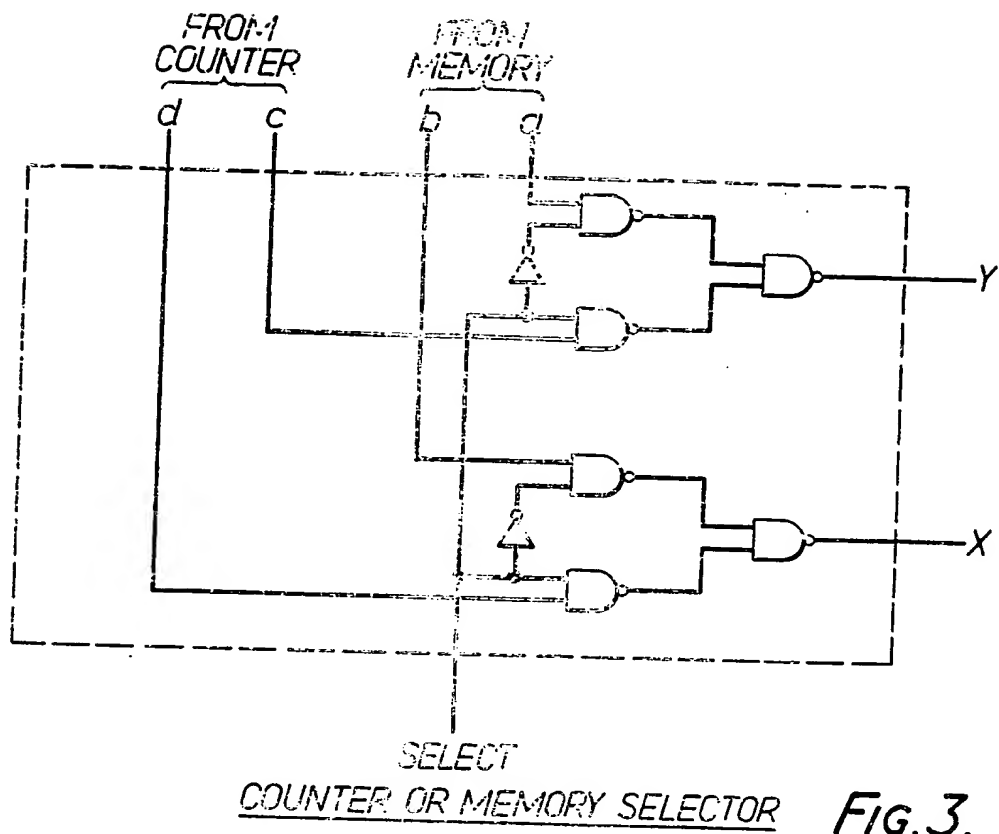 FROM
COUNTER
FROM
MEMORY
d c b a
Y
X
SELECT
COUNTER OR MEMORY SELECTOR
FIG. 3.